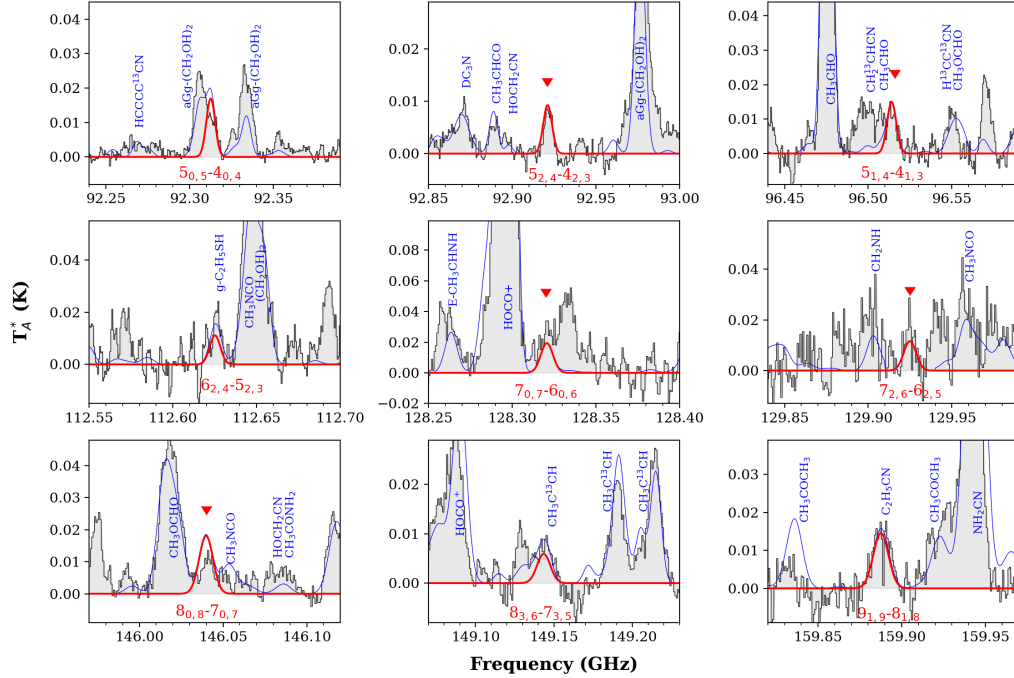 0.04
0.03
0.02
0.01
0.00
HCCCC¹³CN
aGg-(CH₂OH)₂
aGg-(CH₂OH)₂
5₀,₅-4₀,₄
92.25
92.30
92.35
0.02
0.01
0.00
DC₃N
CH₃CHCO
HOCH₂CN
aGg-(CH₂OH)₂
5₂,₄-4₂,₃
92.85
92.90
92.95
93.00
0.04
0.03
0.02
0.01
0.00
CH₃CHO
CH₂¹³CHCN
CH₃CHO
H¹³CC¹³CN
CH₃OCHO
5₁,₄-4₁,₃
96.45
96.50
96.55
0.04
0.03
0.02
0.01
0.00
g-C₂H₅SH
CH₃NCO
(CH₂OH)₂
6₂,₄-5₂,₃
112.55
112.60
112.65
112.70
0.08
0.06
0.04
0.02
0.00
−0.02
E-CH₃CHNH
HOCO+
7₀,₇-6₀,₆
128.25
128.30
128.35
128.40
0.04
0.02
0.00
CH₂NH
CH₃NCO
7₂,₆-6₂,₅
129.85
129.90
129.95
0.04
0.03
0.02
0.01
0.00
CH₃OCHO
CH₃NCO
HOCH₂CN
CH₃CONH₂
8₀,₈-7₀,₇
146.00
146.05
146.10
0.03
0.02
0.01
0.00
HOCO⁺
CH₃C¹³CH
CH₃C¹³CH
CH₃C¹³CH
8₃,₆-7₃,₅
149.10
149.15
149.20
0.03
0.02
0.01
0.00
CH₃COCH₃
C₂H₅CN
CH₃COCH₃
NH₂CN
9₁,₉-8₁,₈
159.85
159.90
159.95
T*A (K)
Frequency (GHz)